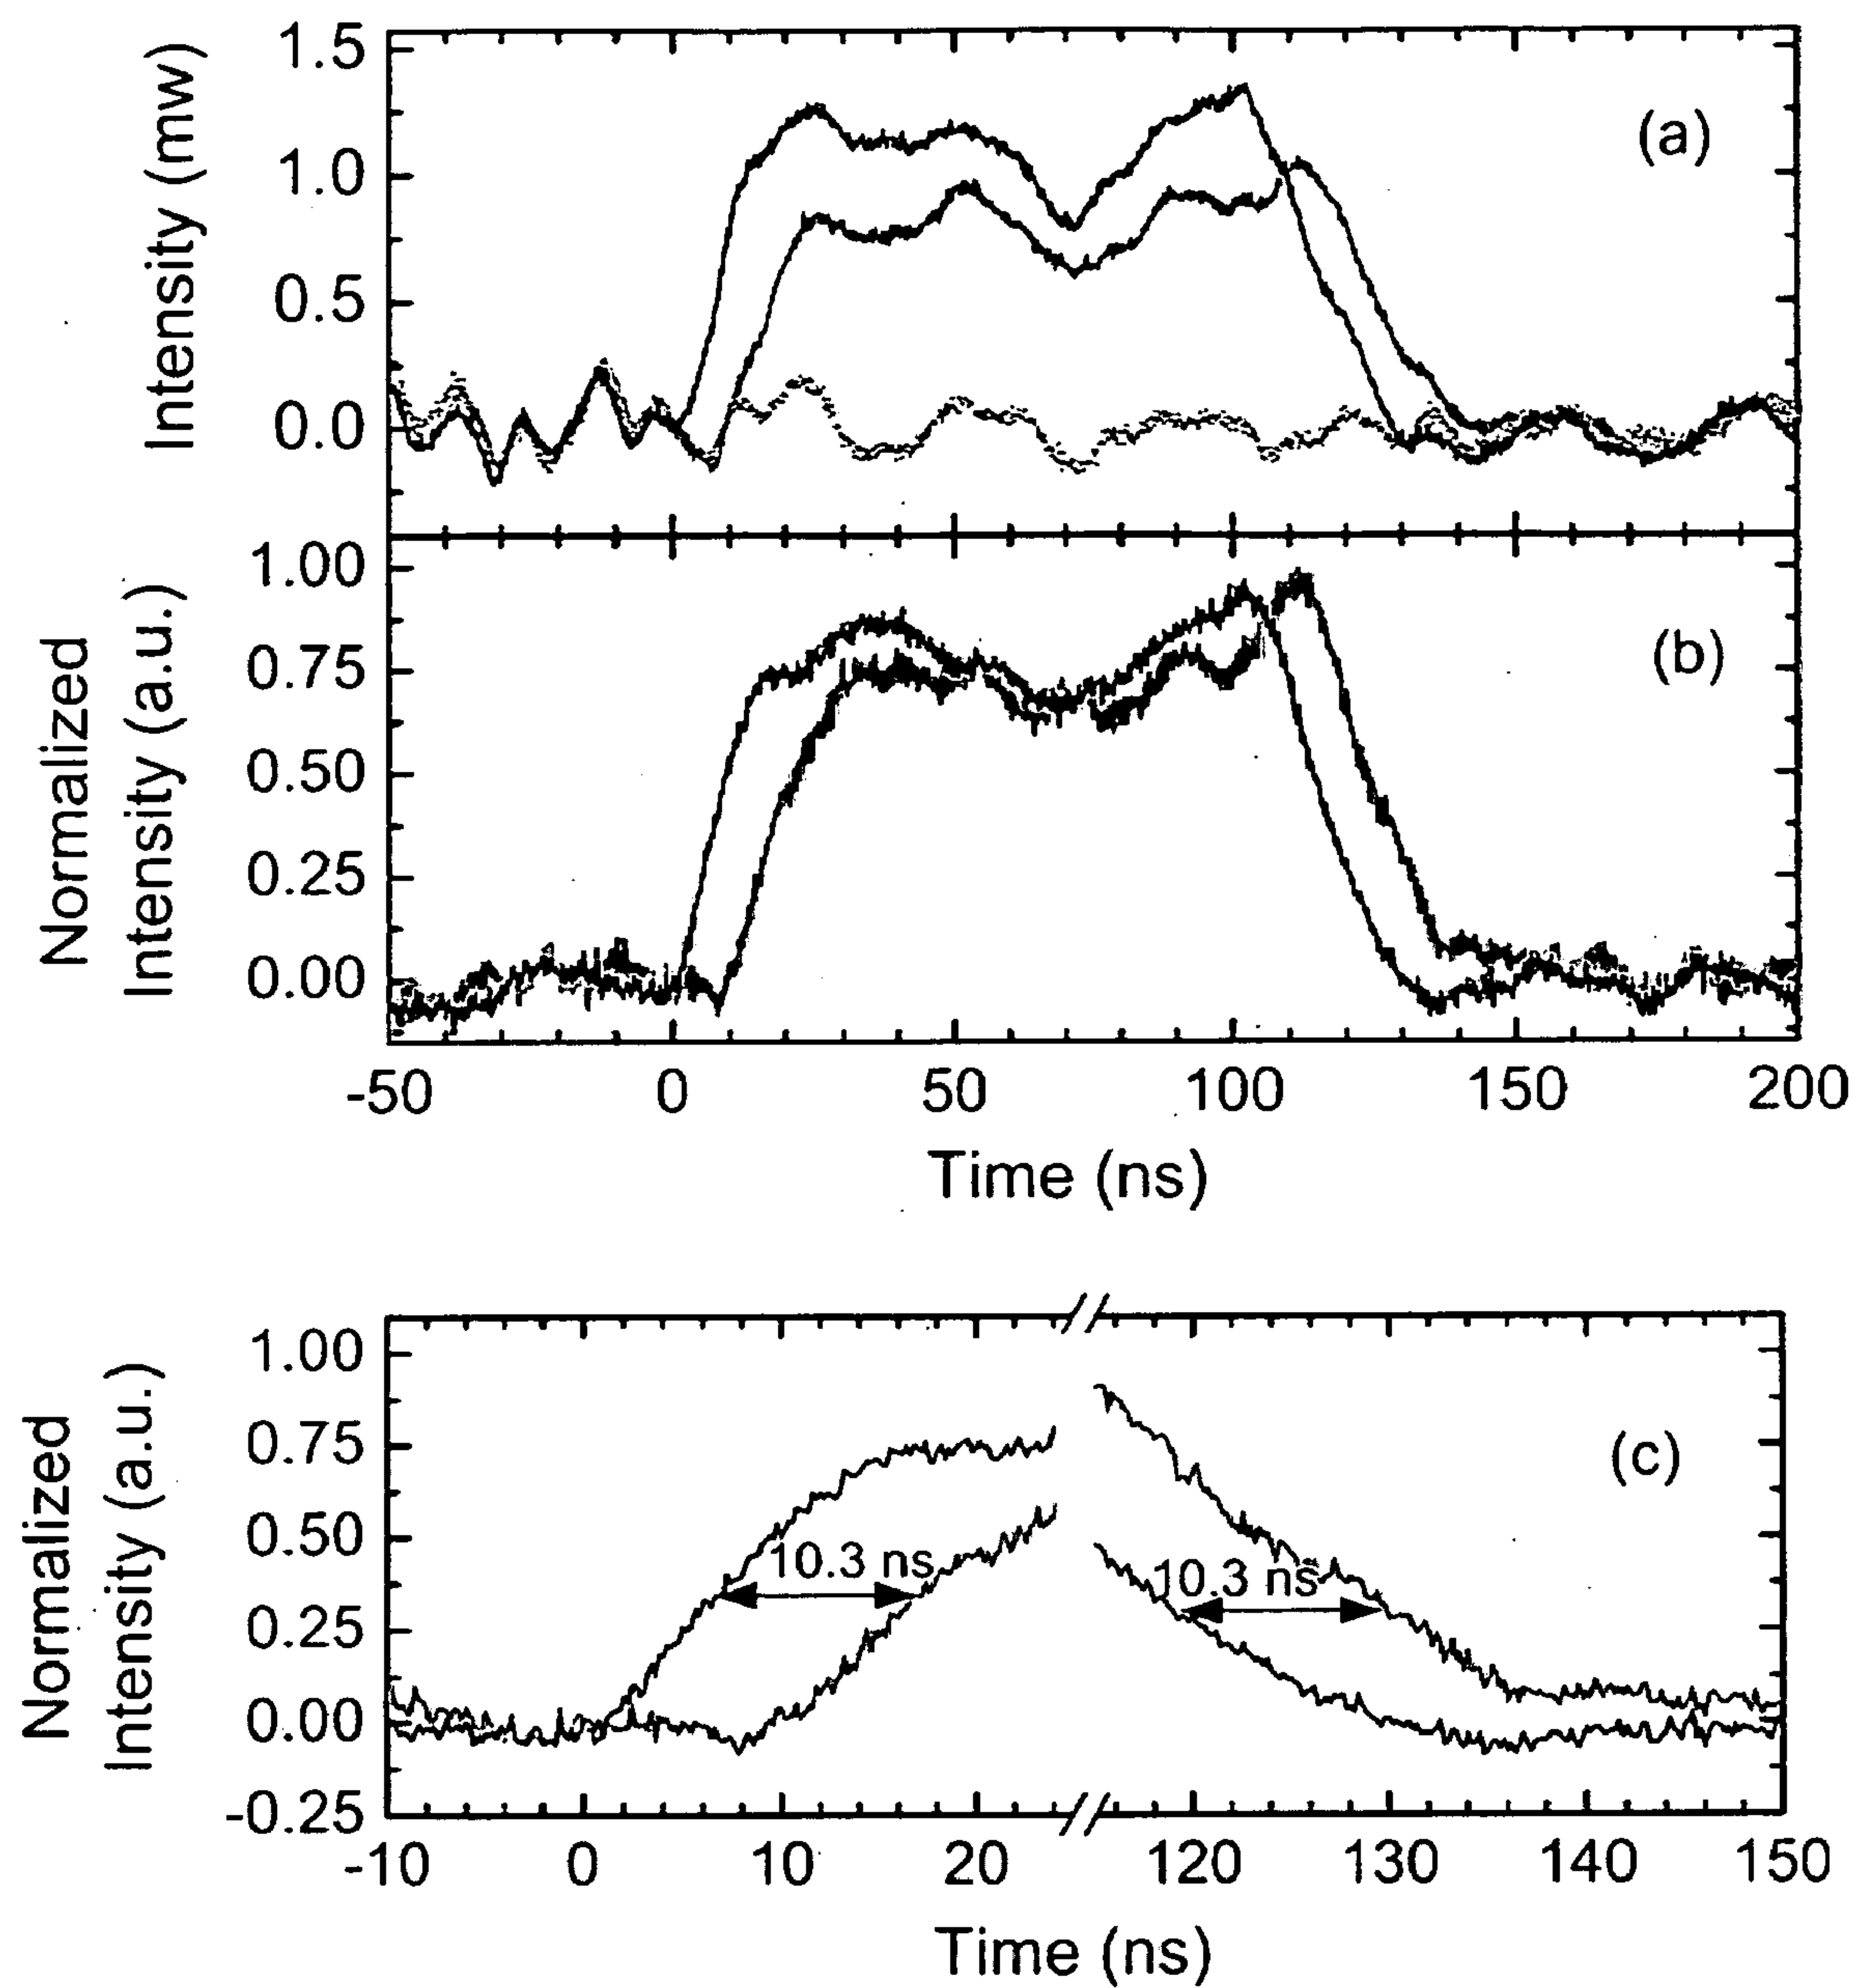 1.5
1.0
0.5
0.0
Intensity (mw)
(a)
1.00
0.75
0.50
0.25
0.00
Normalized
Intensity (a.u.)
(b)
-50 0 50 100 150 200
Time (ns)
1.00
0.75
0.50
0.25
0.00
-0.25
Normalized
Intensity (a.u.)
(c)
10.3 ns
10.3 ns
-10 0 10 20 120 130 140 150
Time (ns)